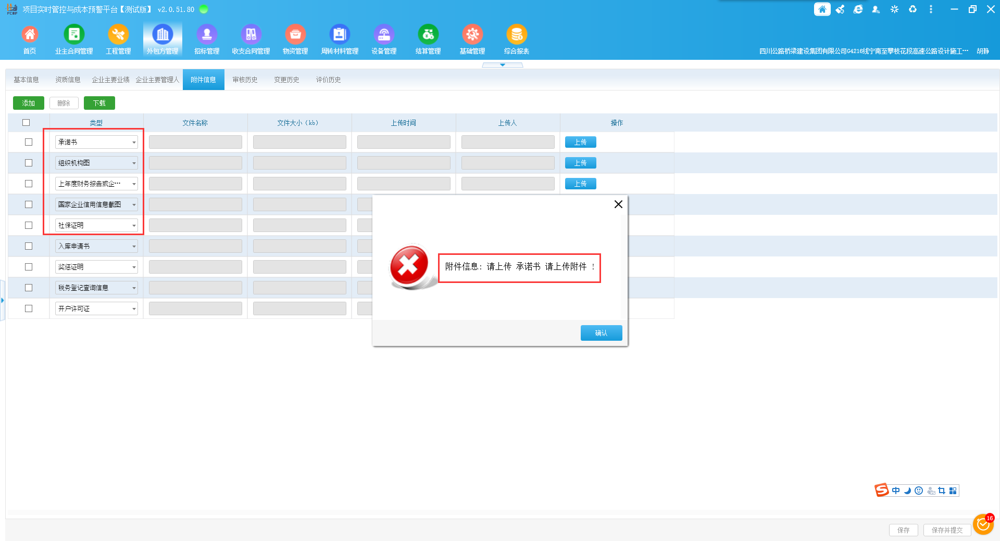 项目实时管控与成本预警平台【测试版】 v2.0.51.80
首页 业主合同管理 工程管理 外包方管理 招标管理 收支合同管理 物资管理 周转材料管理 设备管理 结算管理 基础管理 综合报表
四川公路桥梁建设集团有限公司G4216线宁南至攀枝花段高速公路设计施工… 胡静
基本信息 资质信息 企业主要业绩 企业主要管理人 附件信息 审核历史 变更历史 评价历史
添加 删除 下载
类型 文件名称 文件大小（kb） 上传时间 上传人 操作
承诺书 上传
组织机构图 上传
上年度财务报告或企… 上传
国家企业信用信息截图
社保证明
入库申请书
奖惩证明
税务登记查询信息
开户许可证
附件信息：请上传 承诺书 请上传附件 ！
确认
中
保存 保存并提交 16